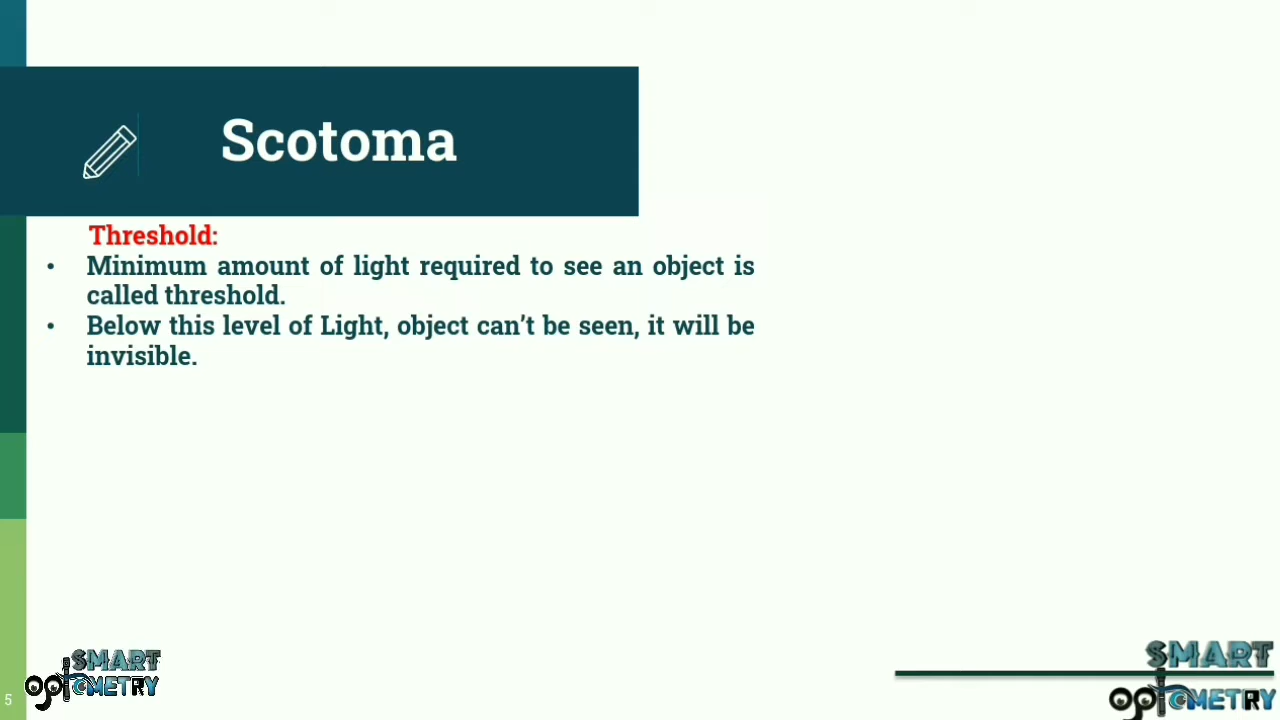 Scotoma
Threshold:
• Minimum amount of light required to see an object is
called threshold.
• Below this level of Light, object can't be seen, it will be
invisible.
5
SMART
optometry
SMART
optometry